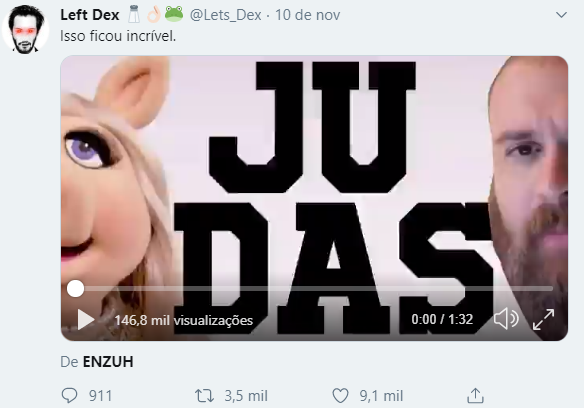 Left Dex 🧂👌🏻🐸 @Lets_Dex · 10 de nov
Isso ficou incrível.
JU
DAS
146,8 mil visualizações 0:00 / 1:32
De ENZUH
911 3,5 mil 9,1 mil